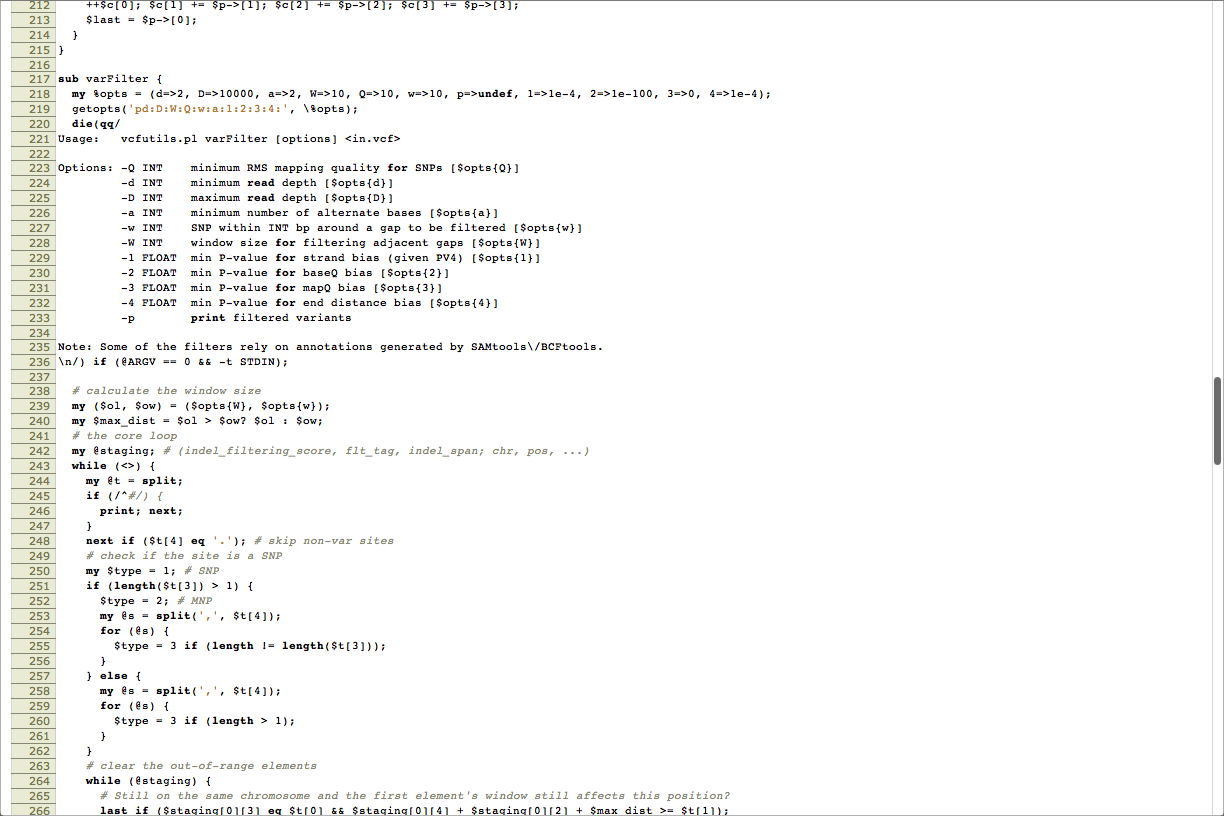 212 ++$c[0]; $c[1] += $p->[1]; $c[2] += $p->[2]; $c[3] += $p->[3];
213 $last = $p->[0];
214 }
215 }
216
217 sub varFilter {
218 my %opts = (d=>2, D=>10000, a=>2, W=>10, Q=>10, w=>10, p=>undef, 1=>1e-4, 2=>1e-100, 3=>0, 4=>1e-4);
219 getopts('pd:D:W:Q:w:a:1:2:3:4:', \%opts);
220 die(qq/
221 Usage:   vcfutils.pl varFilter [options] <in.vcf>
222
223 Options: -Q INT    minimum RMS mapping quality for SNPs [$opts{Q}]
224 -d INT    minimum read depth [$opts{d}]
225 -D INT    maximum read depth [$opts{D}]
226 -a INT    minimum number of alternate bases [$opts{a}]
227 -w INT    SNP within INT bp around a gap to be filtered [$opts{w}]
228 -W INT    window size for filtering adjacent gaps [$opts{W}]
229 -1 FLOAT  min P-value for strand bias (given PV4) [$opts{1}]
230 -2 FLOAT  min P-value for baseQ bias [$opts{2}]
231 -3 FLOAT  min P-value for mapQ bias [$opts{3}]
232 -4 FLOAT  min P-value for end distance bias [$opts{4}]
233 -p        print filtered variants
234
235 Note: Some of the filters rely on annotations generated by SAMtools\/BCFtools.
236 \n/) if (@ARGV == 0 && -t STDIN);
237
238 # calculate the window size
239 my ($ol, $ow) = ($opts{W}, $opts{w});
240 my $max_dist = $ol > $ow? $ol : $ow;
241 # the core loop
242 my @staging; # (indel_filtering_score, flt_tag, indel_span; chr, pos, ...)
243 while (<>) {
244 my @t = split;
245 if (/^#/) {
246 print; next;
247 }
248 next if ($t[4] eq '.'); # skip non-var sites
249 # check if the site is a SNP
250 my $type = 1; # SNP
251 if (length($t[3]) > 1) {
252 $type = 2; # MNP
253 my @s = split(',', $t[4]);
254 for (@s) {
255 $type = 3 if (length != length($t[3]));
256 }
257 } else {
258 my @s = split(',', $t[4]);
259 for (@s) {
260 $type = 3 if (length > 1);
261 }
262 }
263 # clear the out-of-range elements
264 while (@staging) {
265 # Still on the same chromosome and the first element's window still affects this position?
266 last if ($staging[0][3] eq $t[0] && $staging[0][4] + $staging[0][2] + $max_dist >= $t[1]);